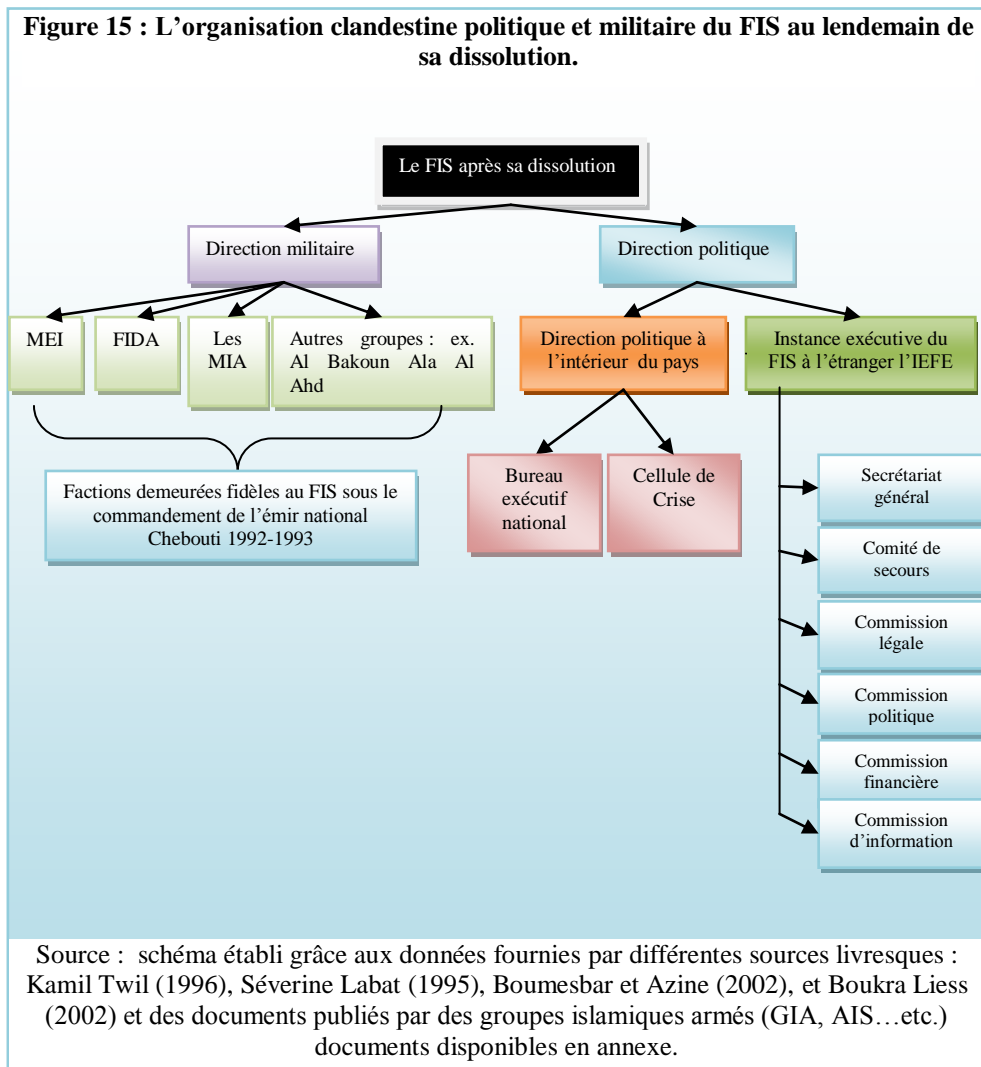 Figure 15 : L’organisation clandestine politique et militaire du FIS au lendemain de
sa dissolution.
Le FIS après sa dissolution
Direction militaire
Direction politique
MEI
FIDA
Les
MIA
Autres groupes : ex.
Al Bakoun Ala Al
Ahd
Direction politique à
l’intérieur du pays
Instance exécutive du
FIS à l’étranger l’IEFE
Factions demeurées fidèles au FIS sous le
commandement de l’émir national
Chebouti 1992-1993
Bureau
exécutif
national
Cellule de
Crise
Secrétariat
général
Comité de
secours
Commission
légale
Commission
politique
Commission
financière
Commission
d’information
Source : schéma établi grâce aux données fournies par différentes sources livresques :
Kamil Twil (1996), Séverine Labat (1995), Boumesbar et Azine (2002), et Boukra Liess
(2002) et des documents publiés par des groupes islamiques armés (GIA, AIS…etc.)
documents disponibles en annexe.